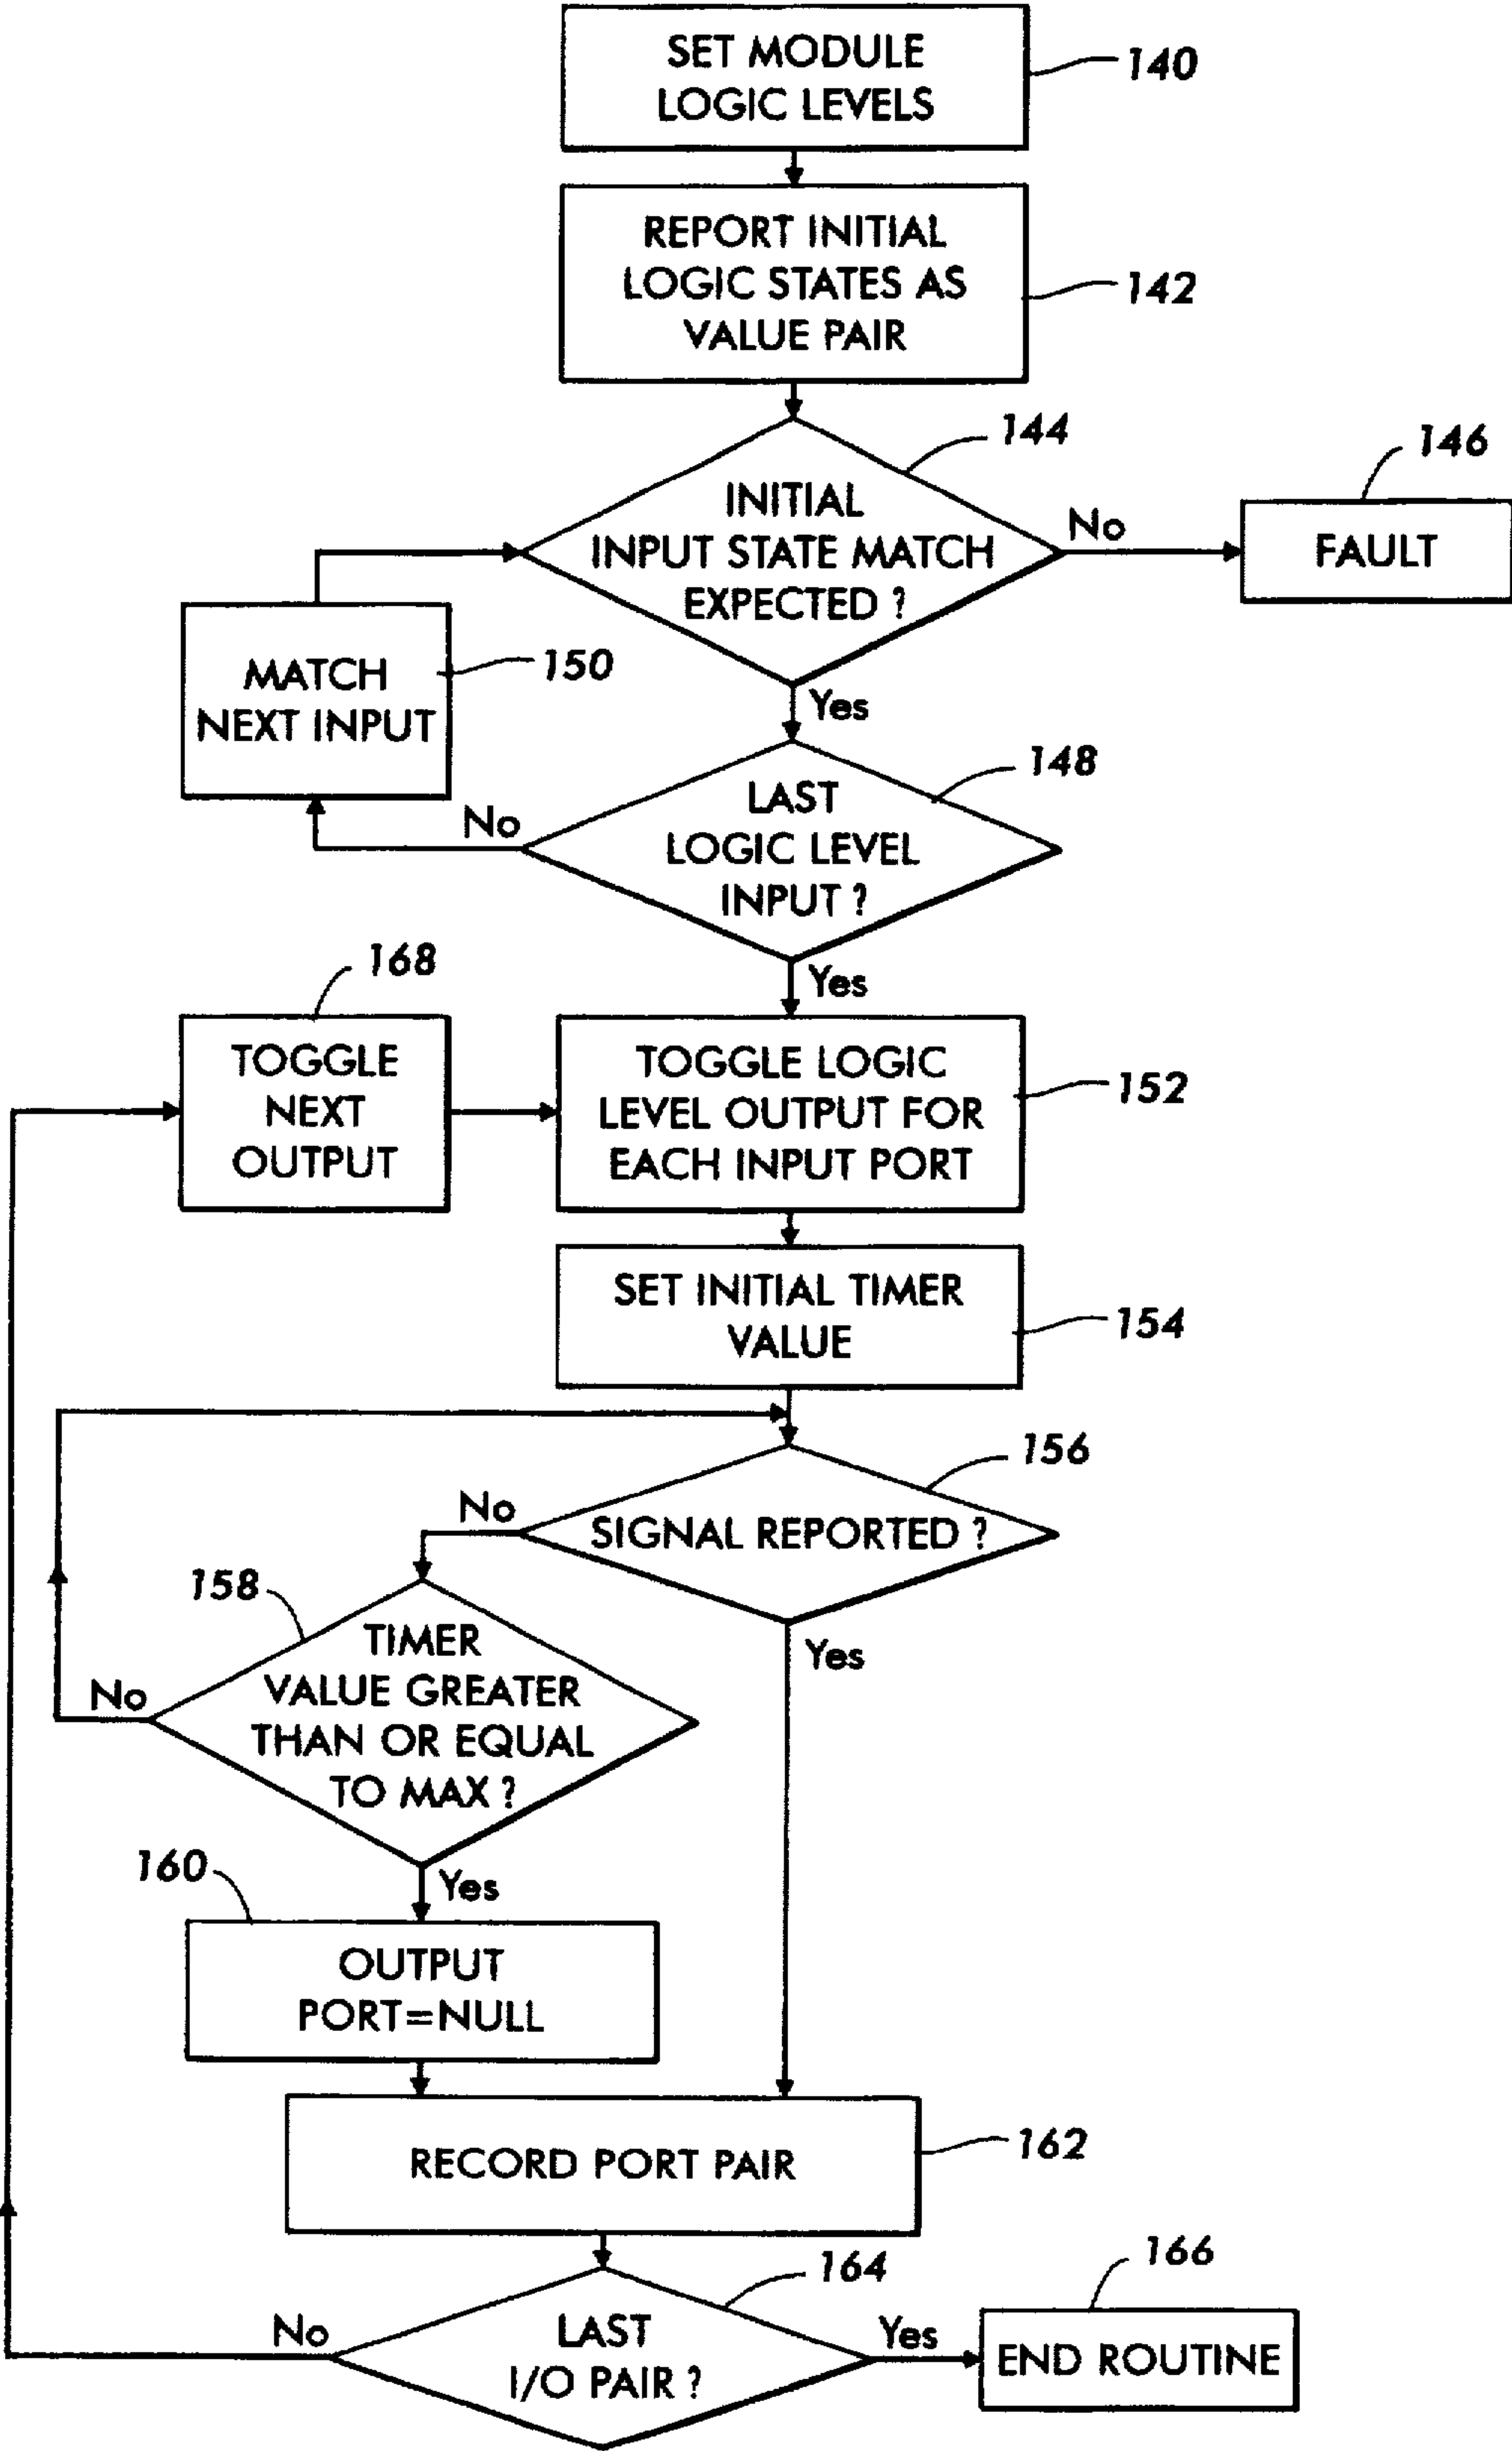 SET MODULE
LOGIC LEVELS
140
REPORT INITIAL
LOGIC STATES AS
VALUE PAIR
142
144
INITIAL
INPUT STATE MATCH
EXPECTED ?
No
146
FAULT
MATCH
NEXT INPUT
150
Yes
148
LAST
LOGIC LEVEL
INPUT ?
No
Yes
168
TOGGLE
NEXT
OUTPUT
TOGGLE LOGIC
LEVEL OUTPUT FOR
EACH INPUT PORT
152
SET INITIAL TIMER
VALUE
154
156
SIGNAL REPORTED ?
No
Yes
158
TIMER
VALUE GREATER
THAN OR EQUAL
TO MAX ?
No
Yes
160
OUTPUT
PORT=NULL
RECORD PORT PAIR
162
164
LAST
I/O PAIR ?
No
Yes
166
END ROUTINE